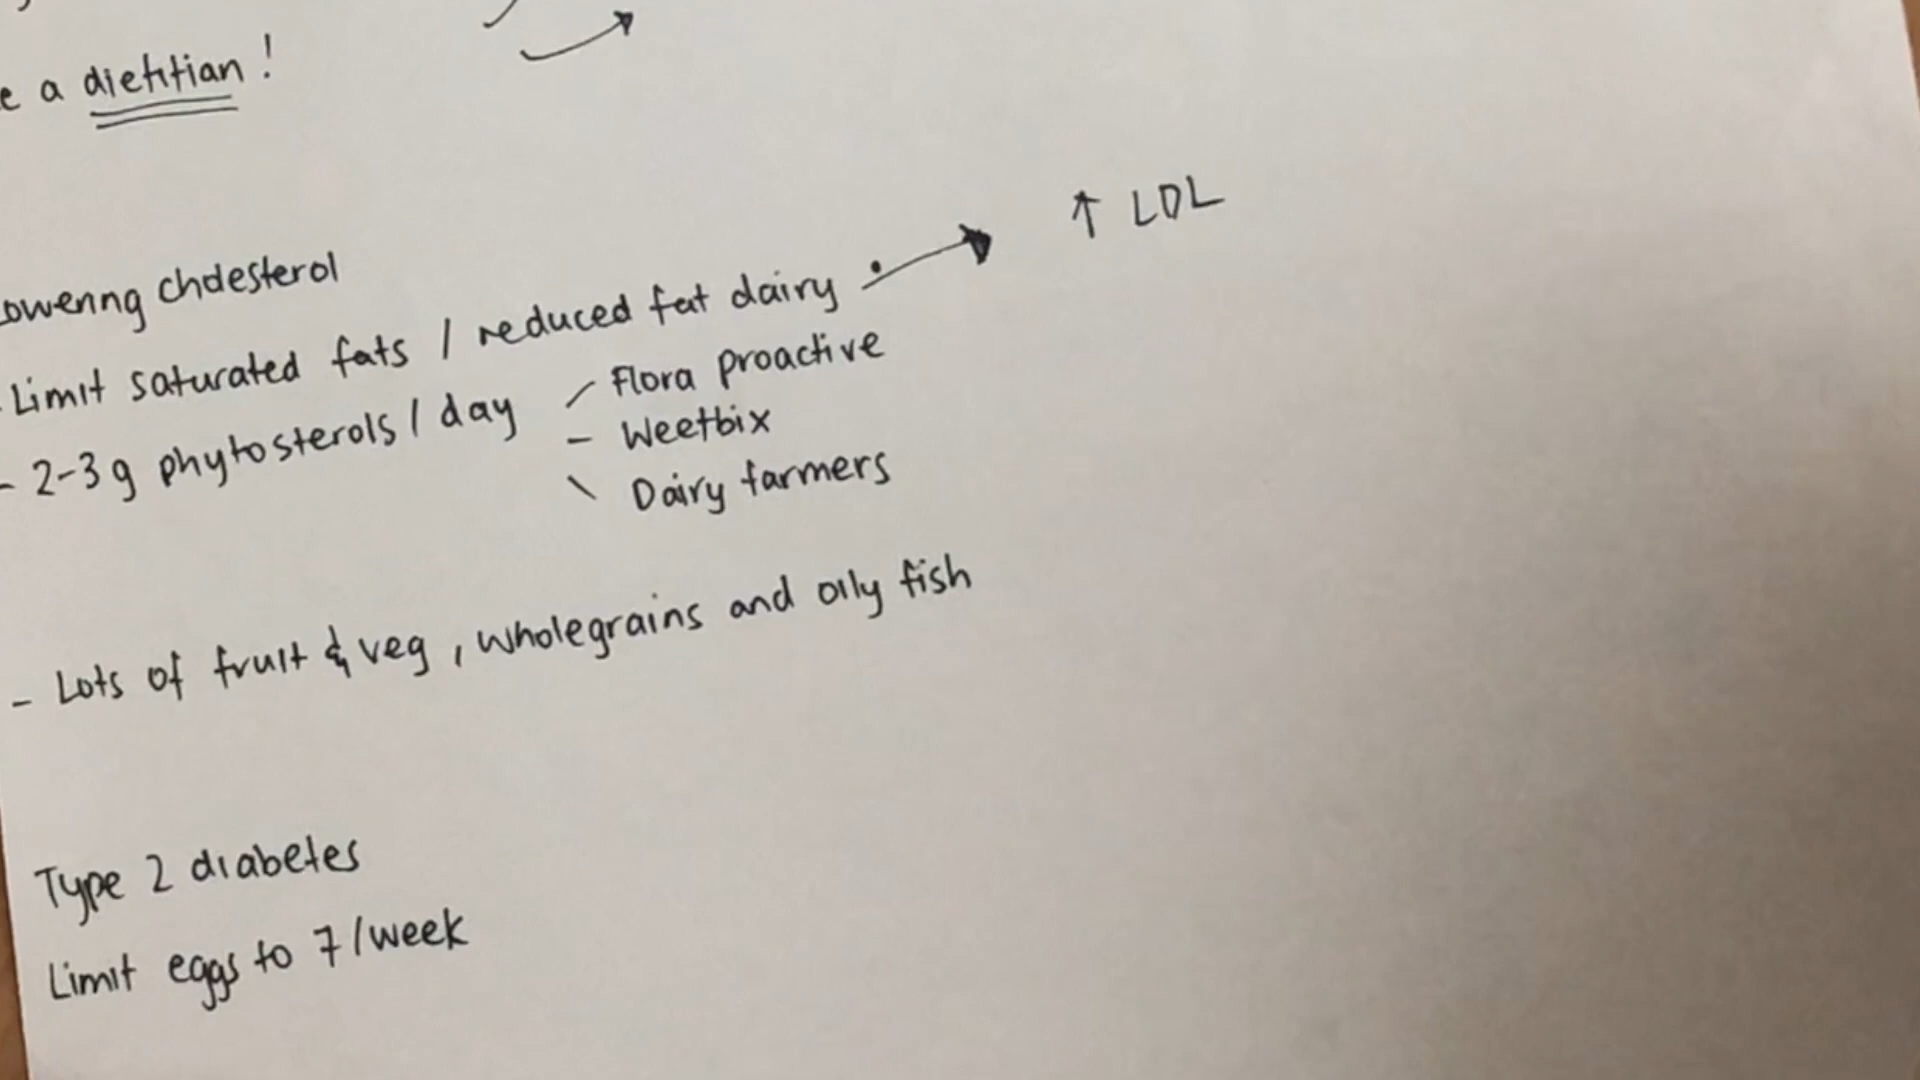 e a dietitian!
Lowering cholesterol
- Limit saturated fats / reduced fat dairy → ↑ LDL
- 2-3g phytosterols / day
- Flora proactive
- Weetbix
- Dairy farmers
- Lots of fruit & veg, wholegrains and oily fish
Type 2 diabetes
Limit eggs to 7/week